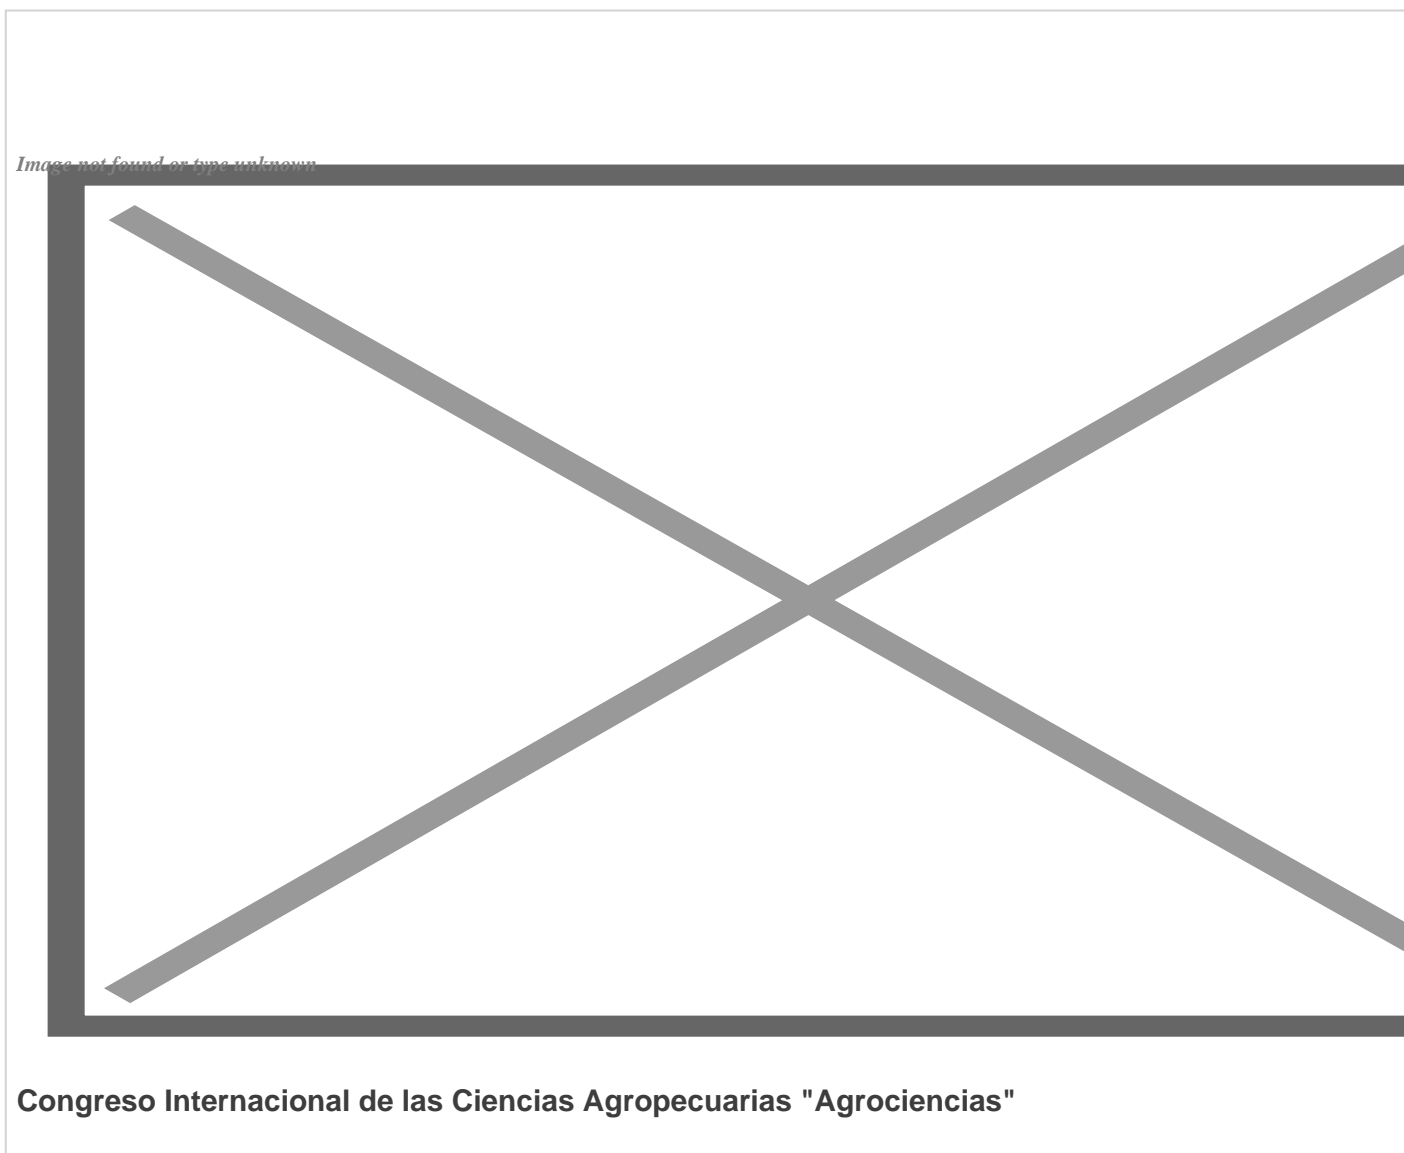 Image not found or type unknown
Congreso Internacional de las Ciencias Agropecuarias "Agrociencias"